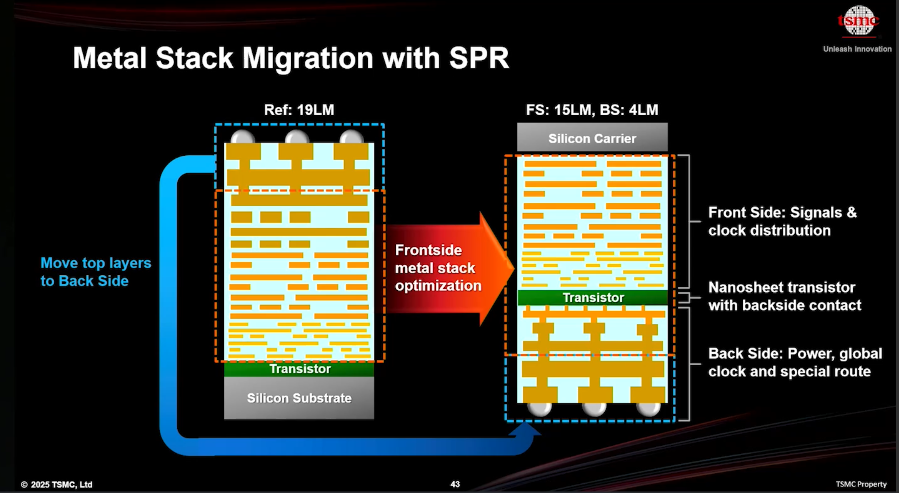 tsmc
Unleash Innovation
Metal Stack Migration with SPR
Ref: 19LM
FS: 15LM, BS: 4LM
Silicon Carrier
Move top layers
to Back Side
Frontside
metal stack
optimization
Front Side: Signals &
clock distribution
Transistor
Nanosheet transistor
with backside contact
Back Side: Power, global
clock and special route
Transistor
Silicon Substrate
© 2025 TSMC, Ltd
43
TSMC Property